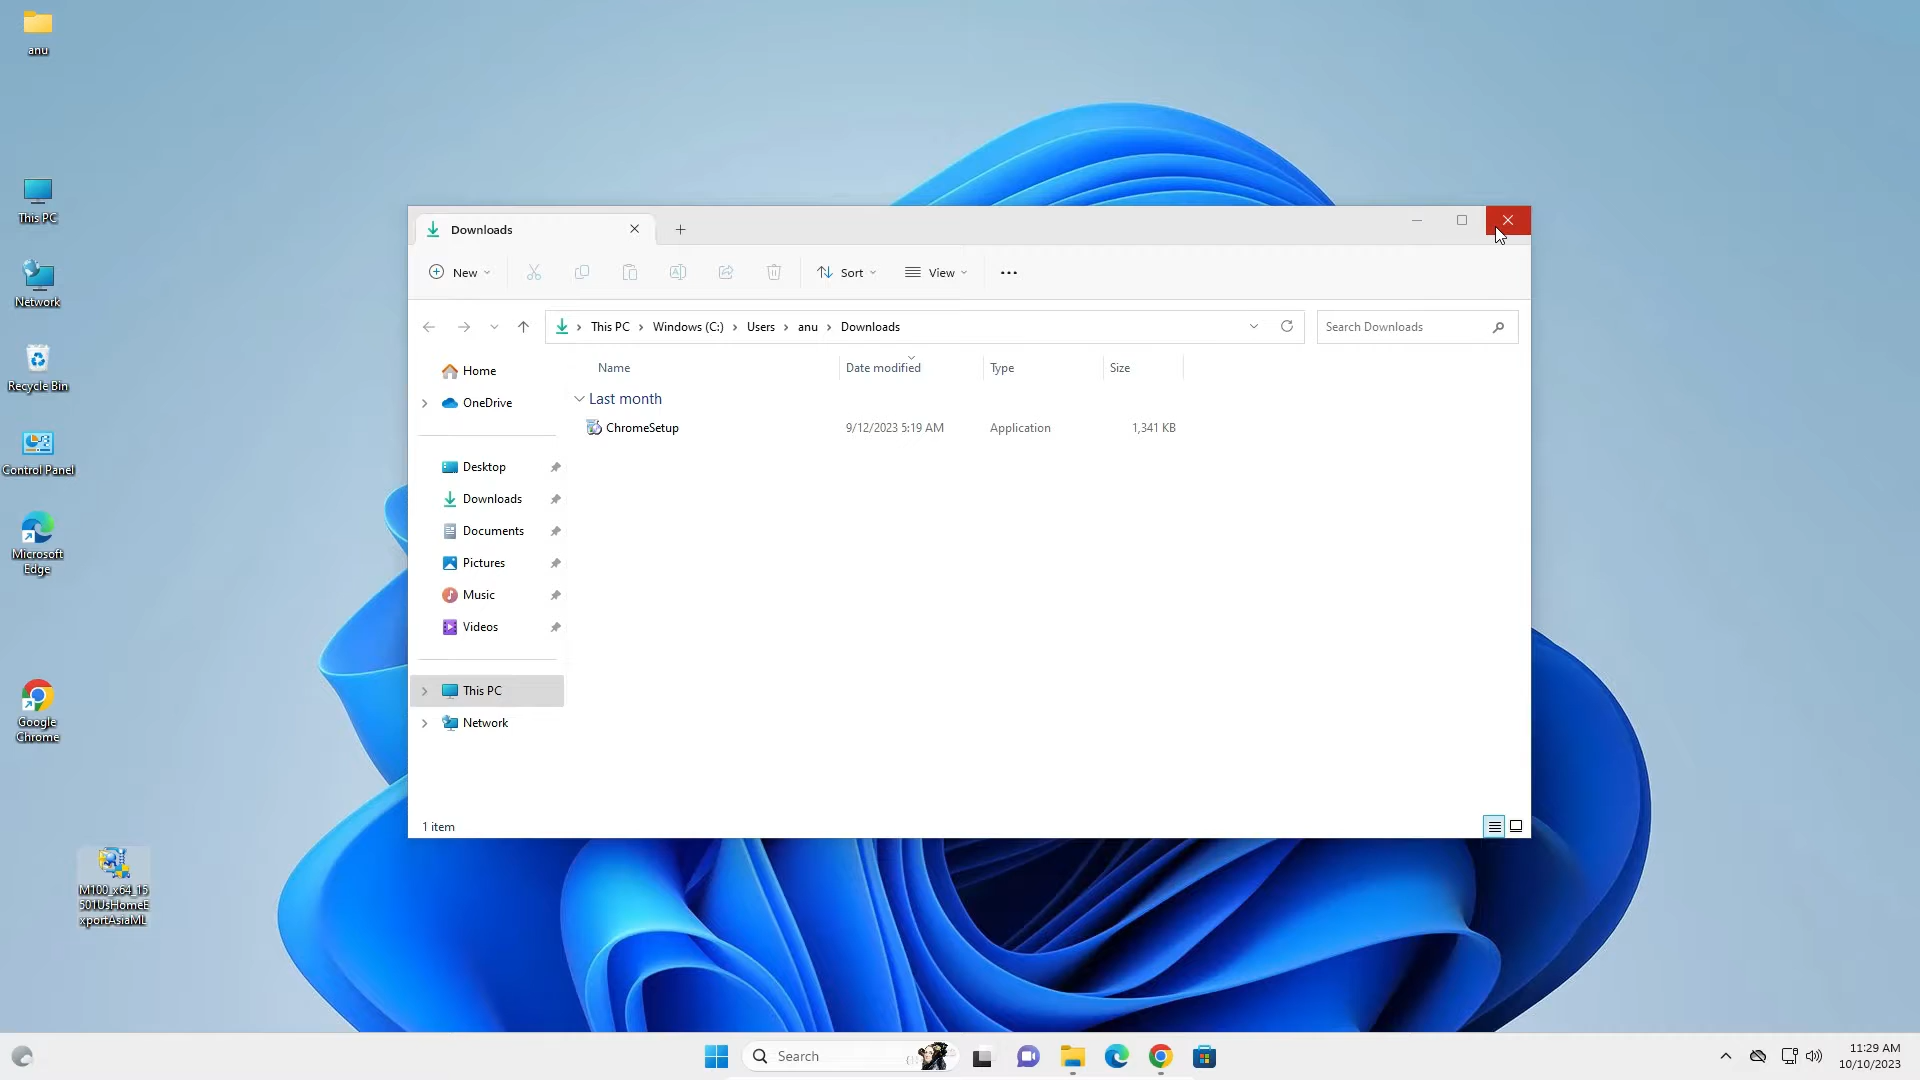 anu
This PC
Network
Recycle Bin
Control Panel
Microsoft
Edge
Google
Chrome
M100_x64_15
501UsHomeE
xportAsiaML
Downloads
New
Sort
View
This PC
Windows (C:)
Users
anu
Downloads
Search Downloads
Home
OneDrive
Desktop
Downloads
Documents
Pictures
Music
Videos
This PC
Network
Name
Date modified
Type
Size
Last month
ChromeSetup
9/12/2023 5:19 AM
Application
1,341 KB
1 item
Search
11:29 AM
10/10/2023